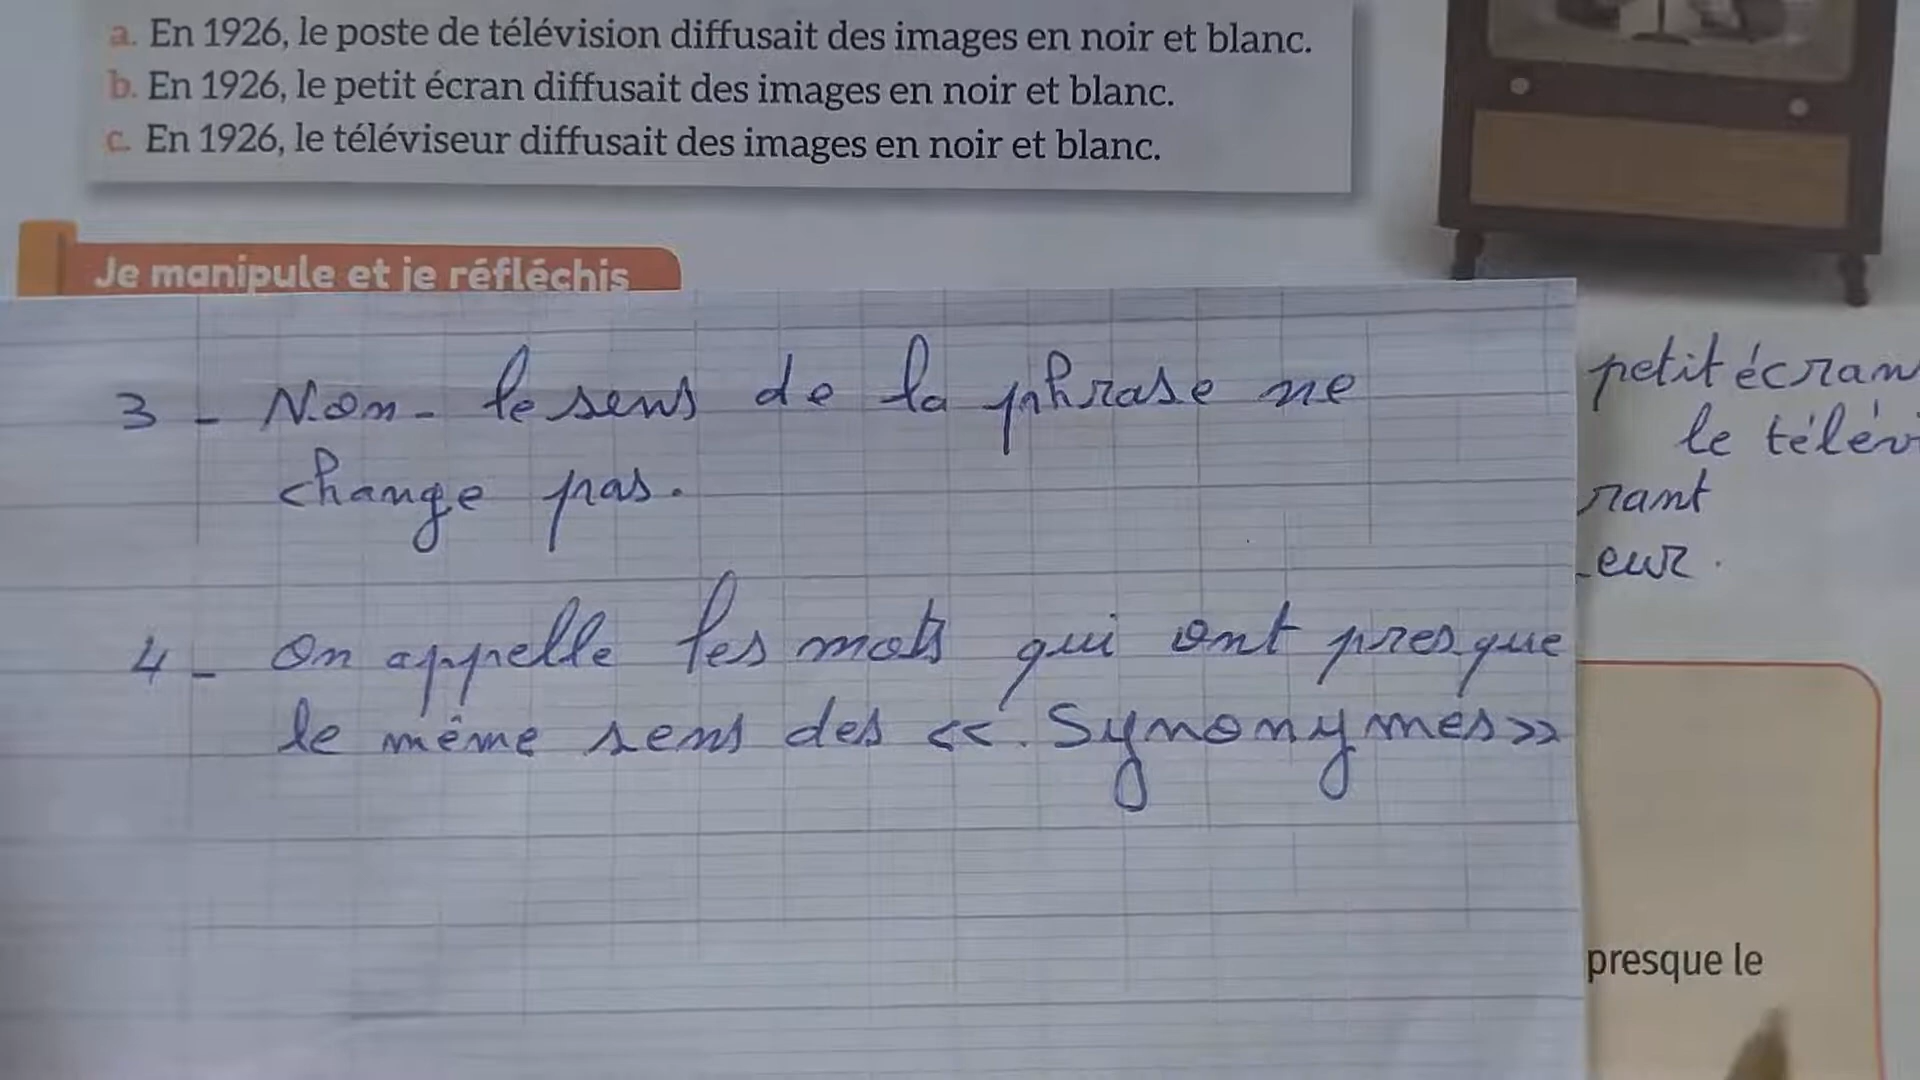 a. En 1926, le poste de télévision diffusait des images en noir et blanc.
b. En 1926, le petit écran diffusait des images en noir et blanc.
c. En 1926, le téléviseur diffusait des images en noir et blanc.
Je manipule et je réfléchis
petit écran
le télév
rant
eur.
3 - Non - le sens de la phrase ne
change pas.
4 - On appelle les mots qui ont presque
le même sens des « Synonymes »
presque le